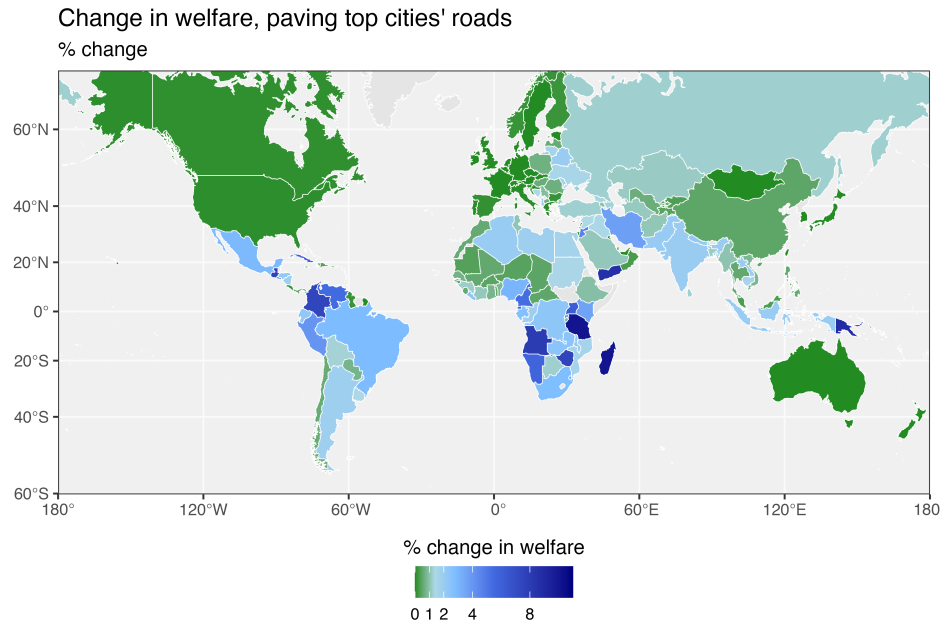 Change in welfare, paving top cities' roads
% change
60°N
40°N
20°N
0°
20°S
40°S
60°S
180° 120°W 60°W 0° 60°E 120°E 180
% change in welfare
0 1 2 4 8